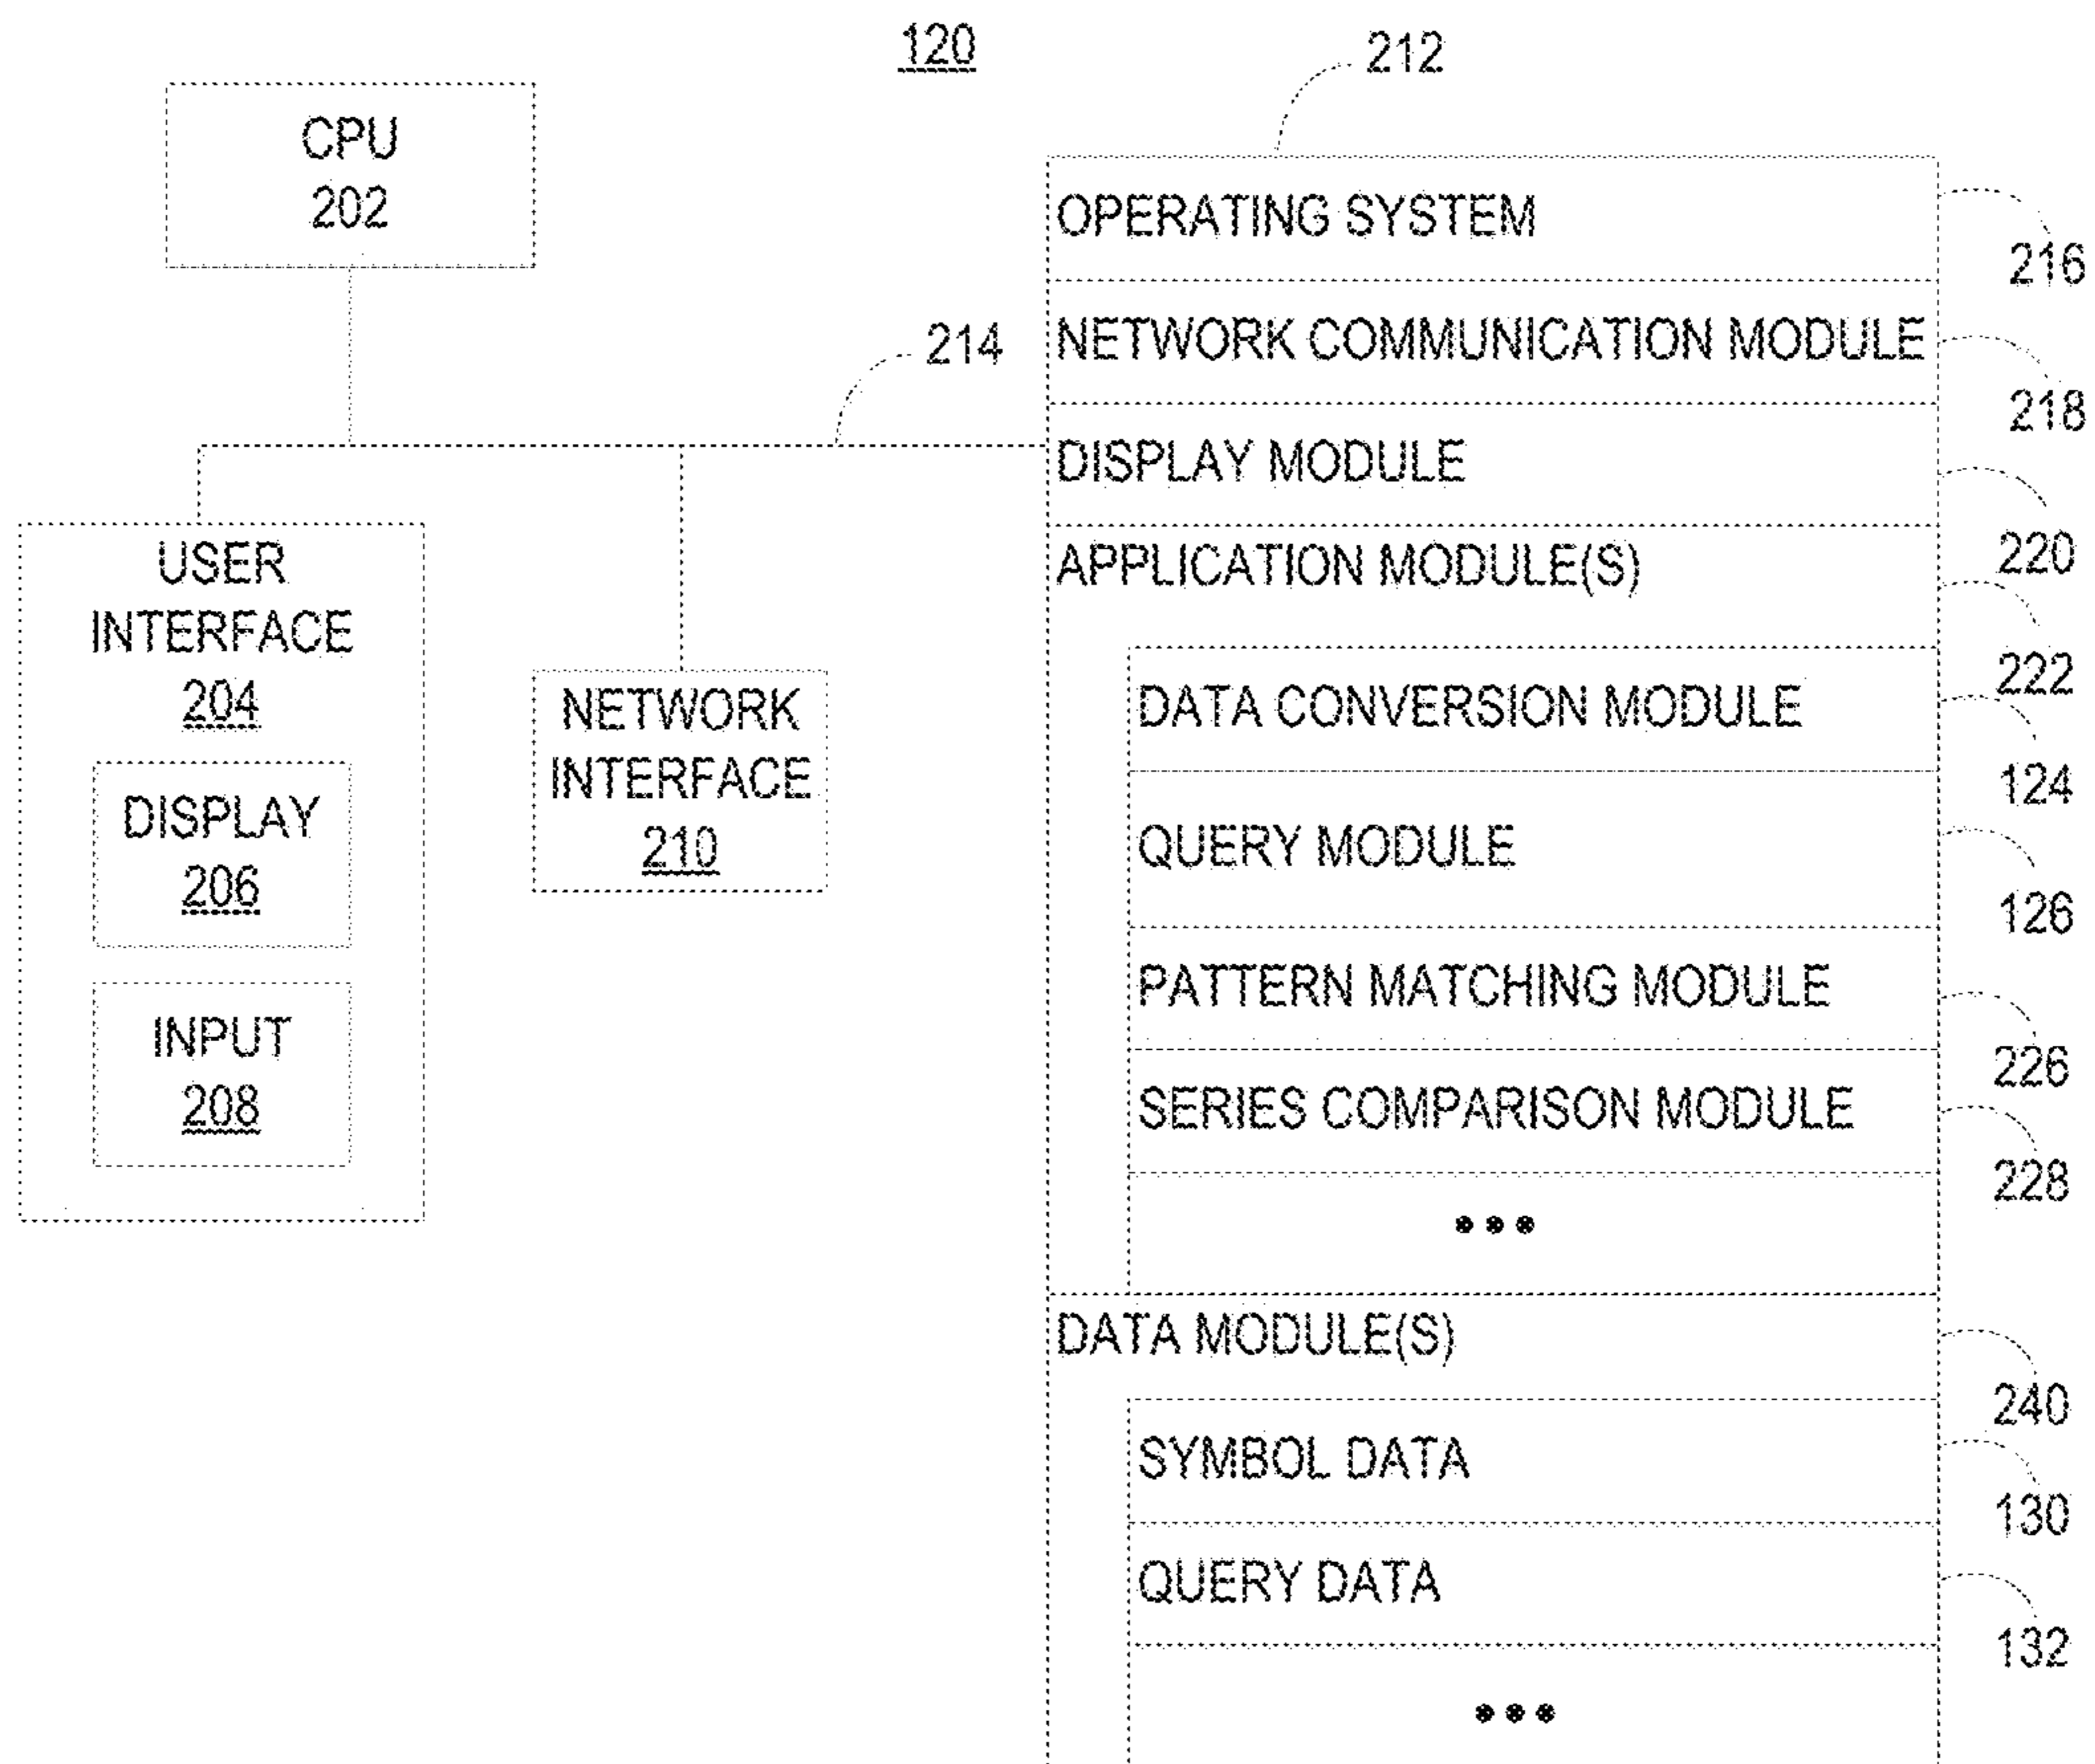 120
212
CPU
202
OPERATING SYSTEM
216
214
NETWORK COMMUNICATION MODULE
218
DISPLAY MODULE
220
USER
INTERFACE
204
DISPLAY
206
INPUT
208
NETWORK
INTERFACE
210
APPLICATION MODULE(S)
222
DATA CONVERSION MODULE
124
QUERY MODULE
126
PATTERN MATCHING MODULE
226
SERIES COMPARISON MODULE
228
•••
DATA MODULE(S)
240
SYMBOL DATA
130
QUERY DATA
132
•••